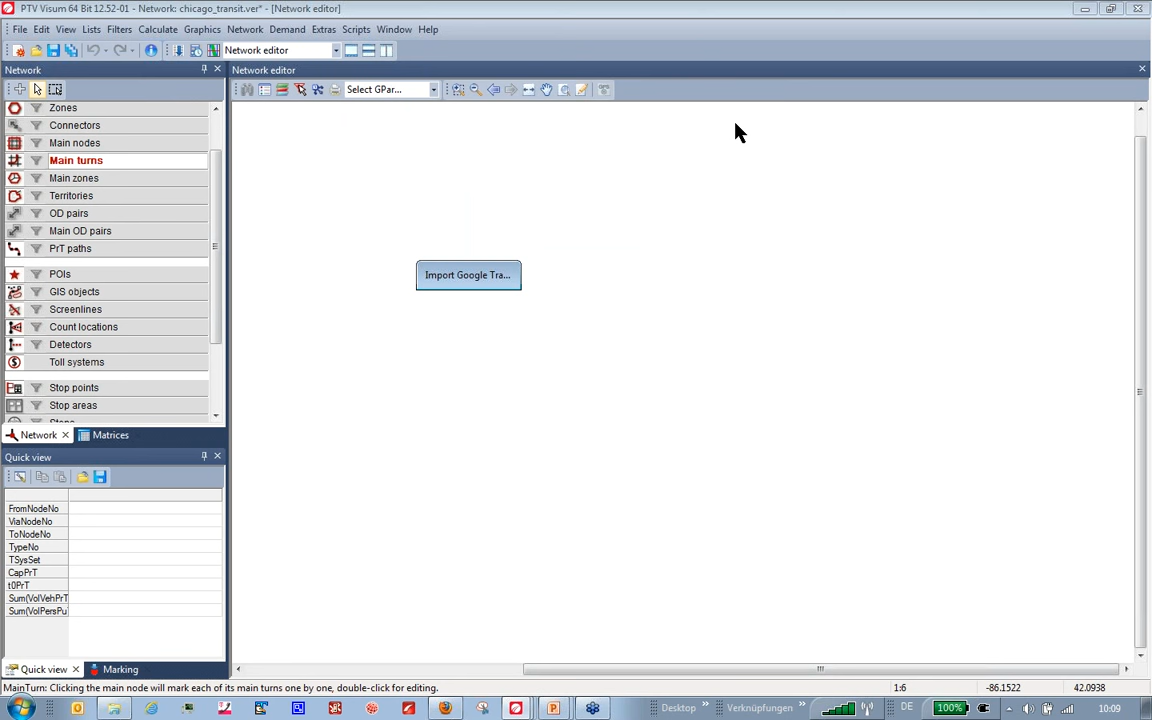 PTV Visum 64 Bit 12.52-01 - Network: chicago_transit.ver* - [Network editor]
File Edit View Lists Filters Calculate Graphics Network Demand Extras Scripts Window Help
Network editor
Network
Network editor
Select GPar...
Zones
Connectors
Main nodes
Main turns
Main zones
Territories
OD pairs
Main OD pairs
PrT paths
POIs
GIS objects
Screenlines
Count locations
Detectors
Toll systems
Stop points
Stop areas
Import Google Tra...
Network Matrices
Quick view
FromNodeNo
ViaNodeNo
ToNodeNo
TypeNo
TSysSet
CapPrT
t0PrT
Sum(VolVehPrT
Sum(VolPersPu
Quick view Marking
MainTurn: Clicking the main node will mark each of its main turns one by one, double-click for editing.
1:6 -86.1522 42.0938
Desktop Verknüpfungen DE 100% 10:09